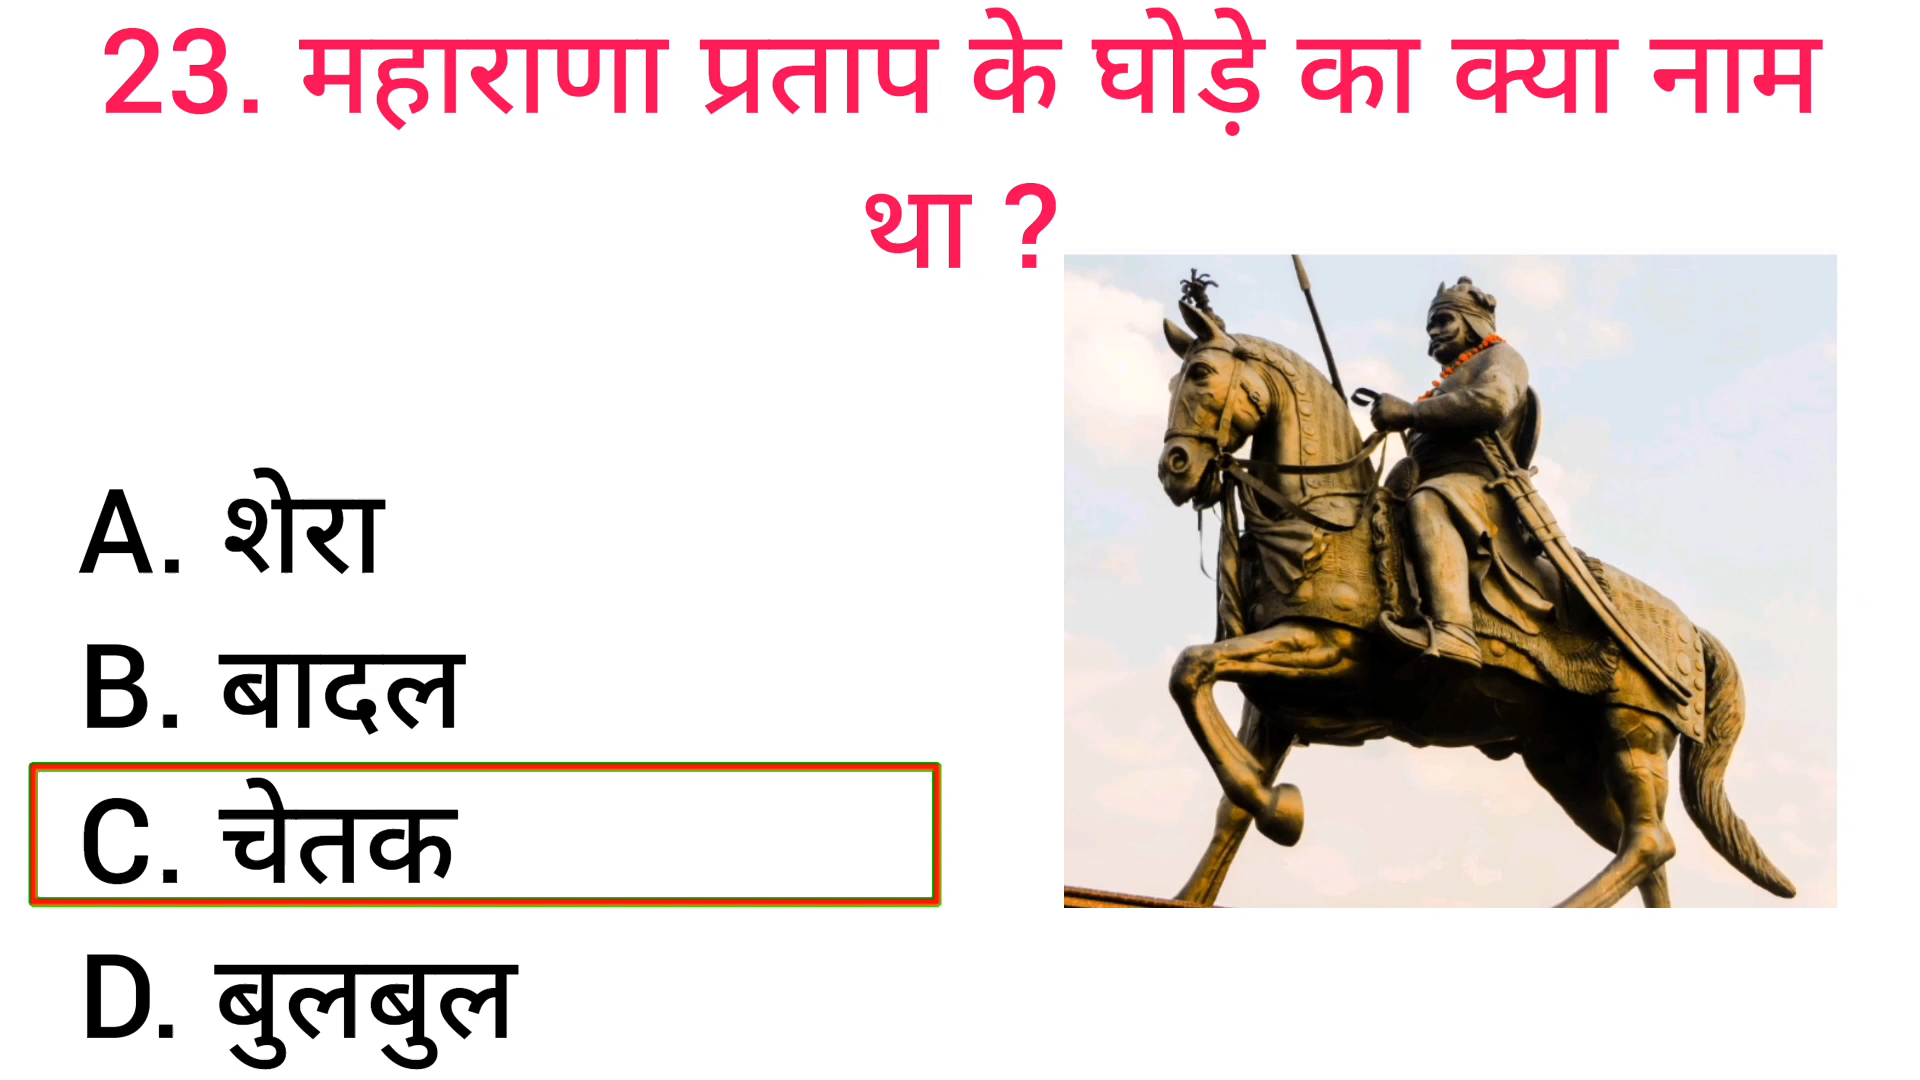 23. महाराणा प्रताप के घोड़े का क्या नाम
था ?
A. शेरा
B. बादल
C. चेतक
D. बुलबुल